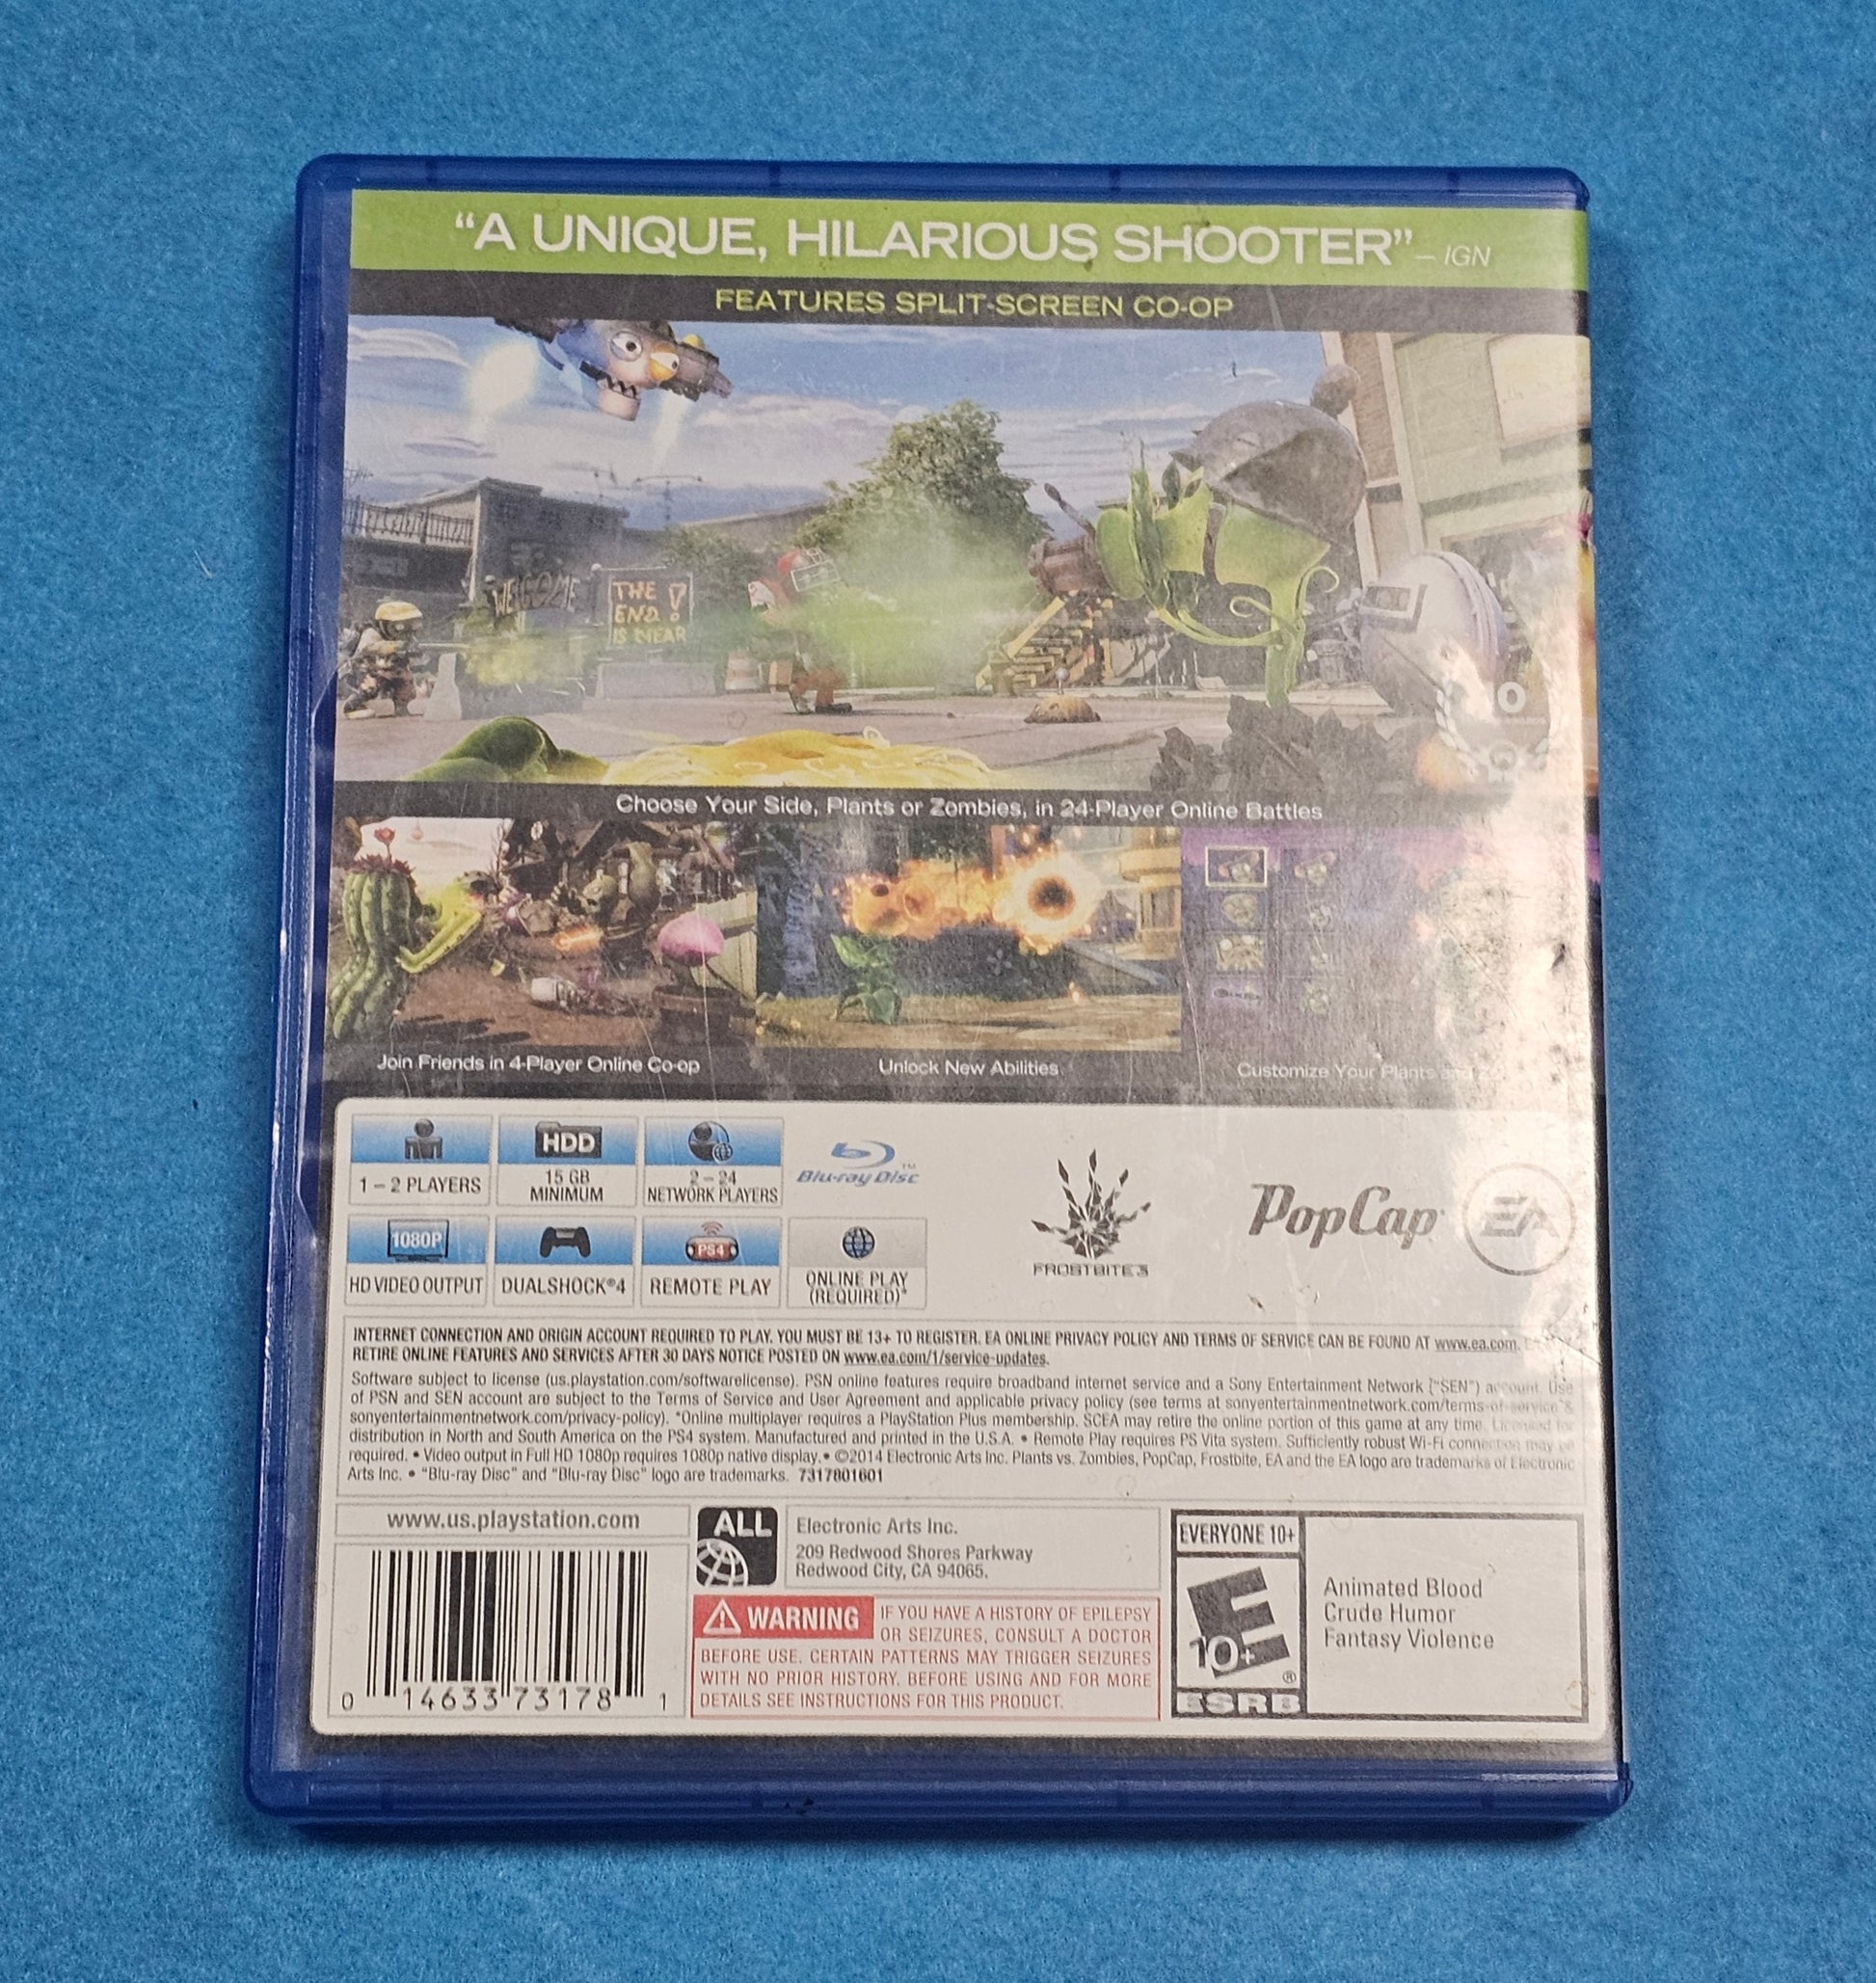 “A UNIQUE, HILARIOUS SHOOTER” – IGN
FEATURES SPLIT-SCREEN CO-OP
WELCOME
THE
END
IS NEAR
!
0
Choose Your Side, Plants or Zombies, in 24-Player Online Battles
Join Friends in 4-Player Online Co-op
Unlock New Abilities
Customize Your Plants and
1 – 2 PLAYERS
HDD
15 GB
MINIMUM
2 – 24
NETWORK PLAYERS
Blu-ray Disc™
1080P
HD VIDEO OUTPUT
DUALSHOCK®4
PS4
REMOTE PLAY
ONLINE PLAY
(REQUIRED)*
FROSTBITE 3
PopCap
EA
INTERNET CONNECTION AND ORIGIN ACCOUNT REQUIRED TO PLAY. YOU MUST BE 13+ TO REGISTER. EA ONLINE PRIVACY POLICY AND TERMS OF SERVICE CAN BE FOUND AT www.ea.com.
RETIRE ONLINE FEATURES AND SERVICES AFTER 30 DAYS NOTICE POSTED ON www.ea.com/1/service-updates.
Software subject to license (us.playstation.com/softwarelicense). PSN online features require broadband internet service and a Sony Entertainment Network (“SEN”) account. Use
of PSN and SEN account are subject to the Terms of Service and User Agreement and applicable privacy policy (see terms at sonyentertainmentnetwork.com/terms-of-service &
sonyentertainmentnetwork.com/privacy-policy). *Online multiplayer requires a PlayStation Plus membership. SCEA may retire the online portion of this game at any time. Licensed for
distribution in North and South America on the PS4 system. Manufactured and printed in the U.S.A. • Remote Play requires PS Vita system. Sufficiently robust Wi-Fi connection may be
required. • Video output in Full HD 1080p requires 1080p native display. • ©2014 Electronic Arts Inc. Plants vs. Zombies, PopCap, Frostbite, EA and the EA logo are trademarks of Electronic
Arts Inc. • “Blu-ray Disc” and “Blu-ray Disc” logo are trademarks. 7317801601
www.us.playstation.com
0 14633 73178 1
ALL
Electronic Arts Inc.
209 Redwood Shores Parkway
Redwood City, CA 94065.
WARNING IF YOU HAVE A HISTORY OF EPILEPSY
OR SEIZURES, CONSULT A DOCTOR
BEFORE USE. CERTAIN PATTERNS MAY TRIGGER SEIZURES
WITH NO PRIOR HISTORY. BEFORE USING AND FOR MORE
DETAILS SEE INSTRUCTIONS FOR THIS PRODUCT.
EVERYONE 10+
E
10+
®
ESRB
Animated Blood
Crude Humor
Fantasy Violence